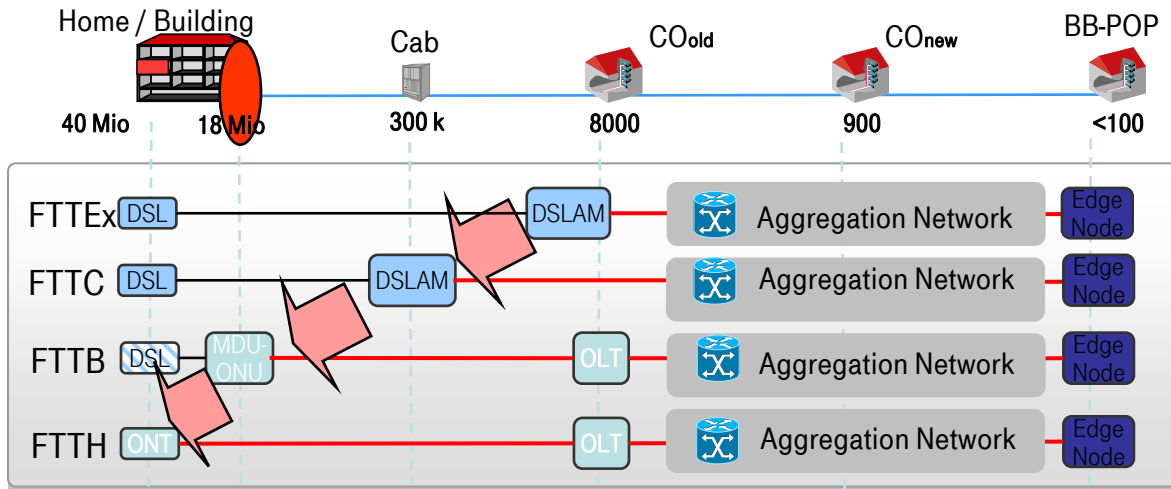 Home / Building
Cab
COold
COnew
BB-POP
40 Mio
18 Mio
300 k
8000
900
<100
FTTEx
DSL
DSLAM
Aggregation Network
Edge
Node
FTTC
DSL
DSLAM
Aggregation Network
Edge
Node
FTTB
DSL
MDU-
ONU
OLT
Aggregation Network
Edge
Node
FTTH
ONT
OLT
Aggregation Network
Edge
Node